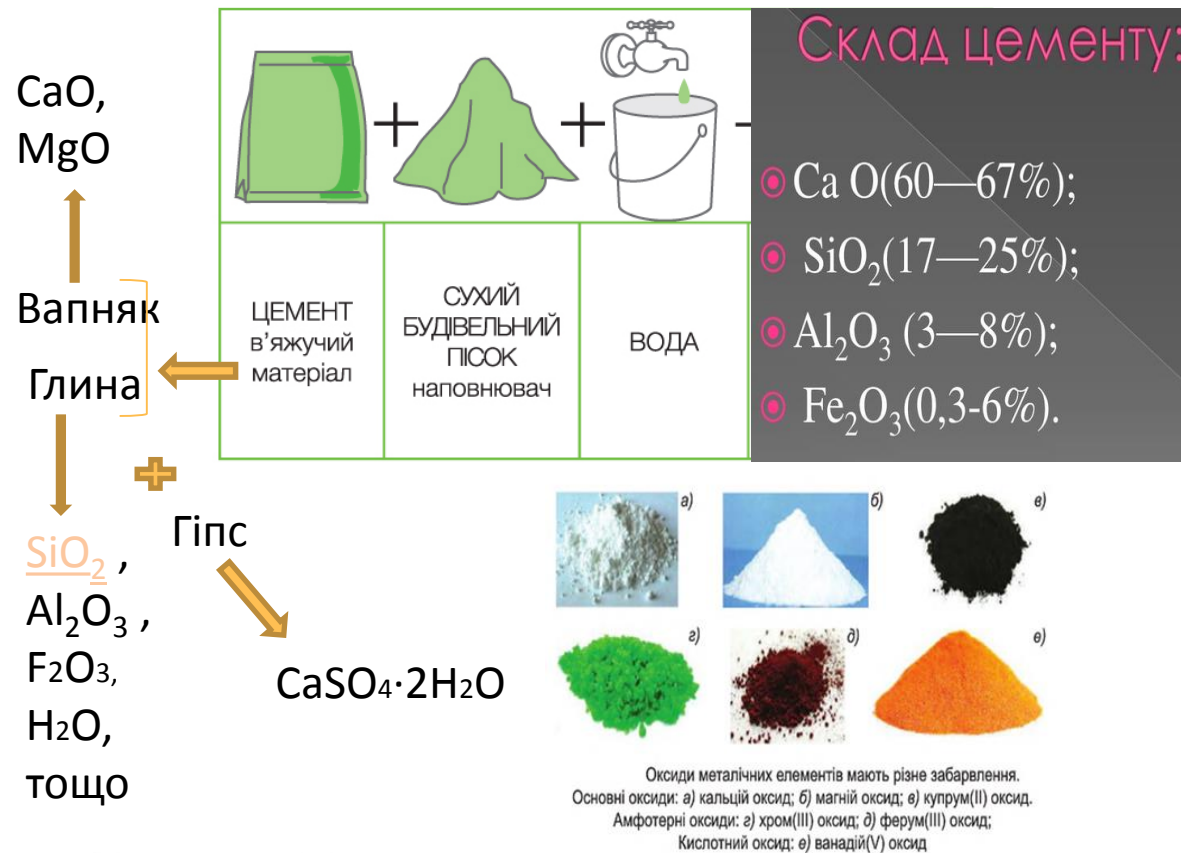 CaO,
MgO
Вапняк
Глина
SiO₂ ,
Al₂O₃ ,
F₂O₃,
H₂O,
тощо
Гіпс
CaSO₄·2H₂O
+
+
ЦЕМЕНТ
в’яжучий
матеріал
СУХИЙ
БУДІВЕЛЬНИЙ
ПІСОК
наповнювач
ВОДА
Склад цементу:
Ca O(60—67%);
SiO₂(17—25%);
Al₂O₃ (3—8%);
Fe₂O₃(0,3-6%).
а)
б)
в)
г)
д)
е)
Оксиди металічних елементів мають різне забарвлення.
Основні оксиди: а) кальцій оксид; б) магній оксид; в) купрум(ІІ) оксид.
Амфотерні оксиди: г) хром(ІІІ) оксид; д) ферум(ІІІ) оксид;
Кислотний оксид: е) ванадій(V) оксид